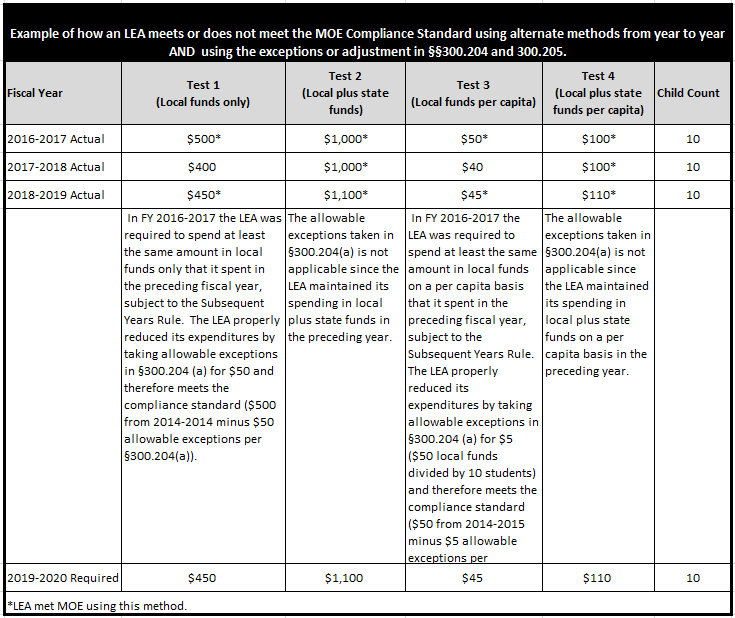 Example of how an LEA meets or does not meet the MOE Compliance Standard using alternate methods from year to year
AND using the exceptions or adjustment in §§300.204 and 300.205.
Fiscal Year
Test 1
(Local funds only)
Test 2
(Local plus state
funds)
Test 3
(Local funds per capita)
Test 4
(Local plus state
funds per capita)
Child Count
2016-2017 Actual $500* $1,000* $50* $100* 10
2017-2018 Actual $400 $1,000* $40 $100* 10
2018-2019 Actual $450* $1,100* $45* $110* 10
In FY 2016-2017 the LEA was
required to spend at least
the same amount in local
funds only that it spent in
the preceding fiscal year,
subject to the Subsequent
Years Rule. The LEA properly
reduced its expenditures by
taking allowable exceptions
in §300.204 (a) for $50 and
therefore meets the
compliance standard ($500
from 2014-2014 minus $50
allowable exceptions per
§300.204(a)).
The allowable
exceptions taken in
§300.204(a) is not
applicable since the
LEA maintained its
spending in local
plus state funds in
the preceding year.
In FY 2016-2017 the
LEA was required to
spend at least the same
amount in local funds
on a per capita basis
that it spent in the
preceding fiscal year,
subject to the
Subsequent Years Rule.
The LEA properly
reduced its
expenditures by taking
allowable exceptions in
§300.204 (a) for $5
($50 local funds
divided by 10 students)
and therefore meets the
compliance standard
($50 from 2014-2015
minus $5 allowable
exceptions per
The allowable
exceptions taken in
§300.204(a) is not
applicable since
the LEA maintained
its spending in
local plus state
funds on a per
capita basis in the
preceding year.
2019-2020 Required $450 $1,100 $45 $110 10
*LEA met MOE using this method.